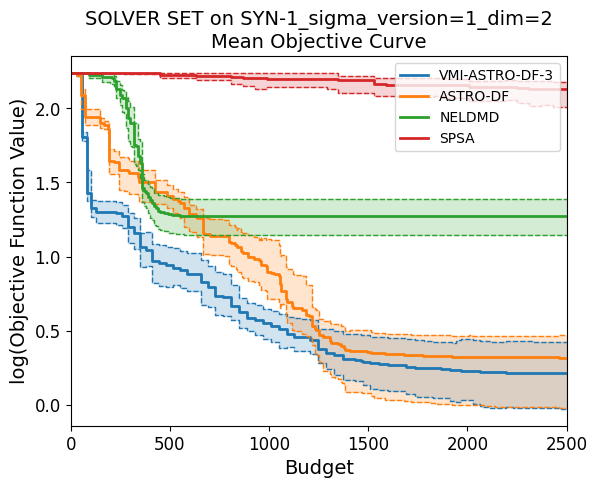 SOLVER SET on SYN-1_sigma_version=1_dim=2
Mean Objective Curve
VMI-ASTRO-DF-3
ASTRO-DF
NELDMD
SPSA
log(Objective Function Value)
2.0
1.5
1.0
0.5
0.0
0
500
1000
1500
2000
2500
Budget